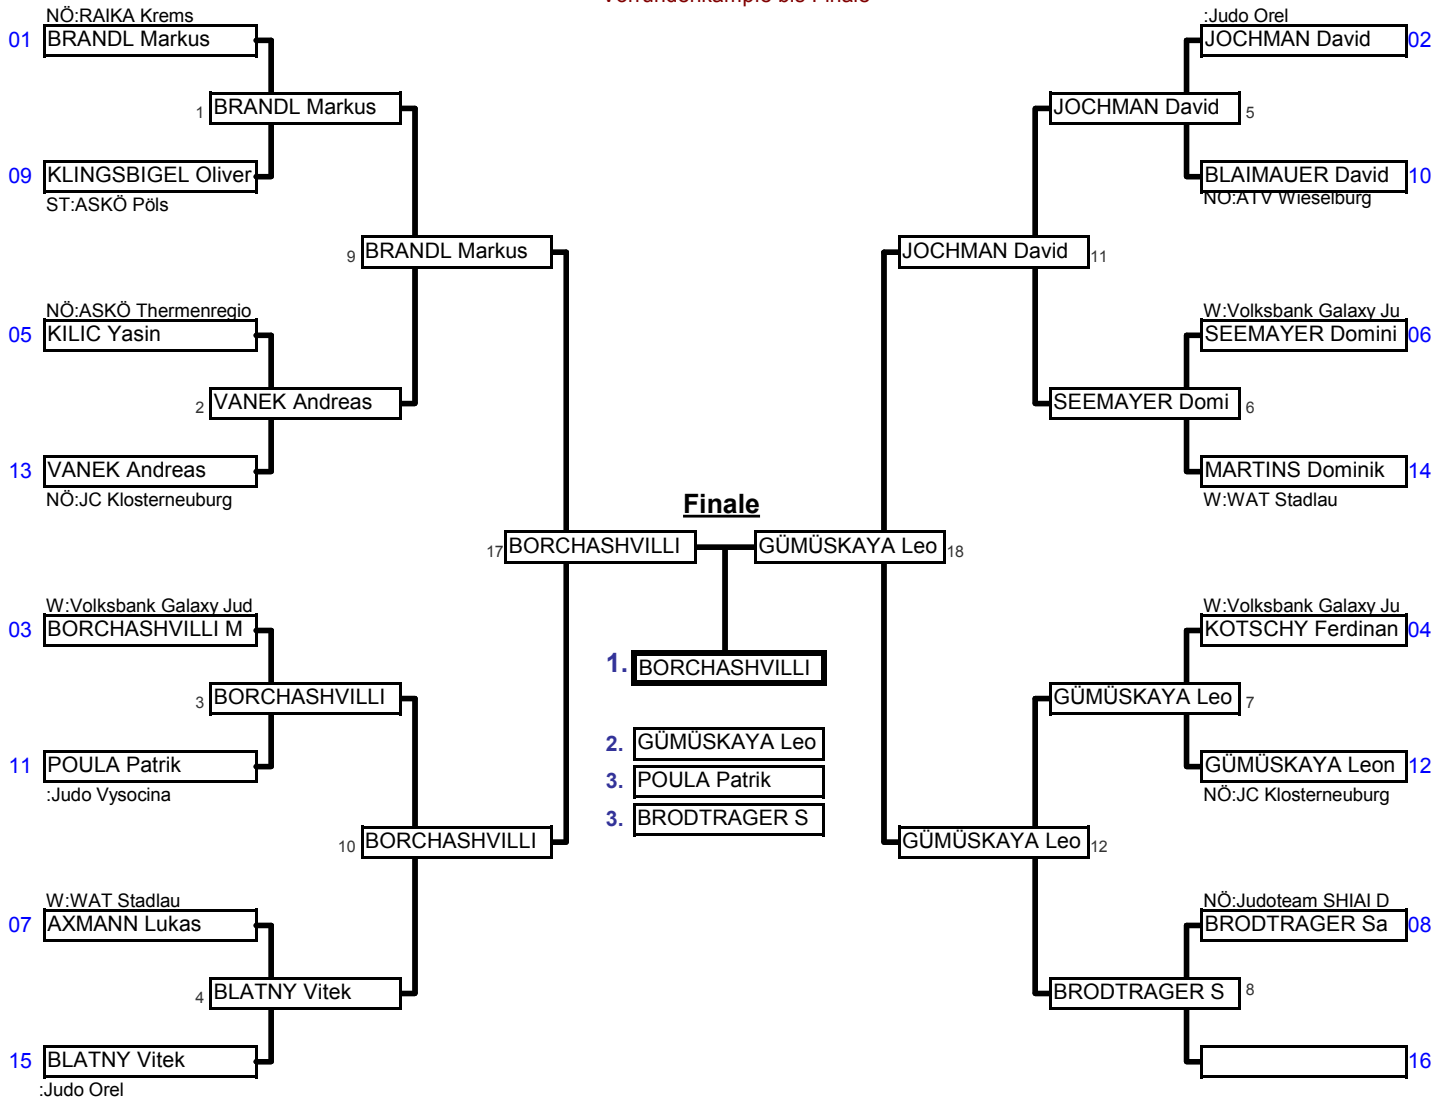 NÖ:RAIKA Krems
01 BRANDL Markus
1 BRANDL Markus
09 KLINGSBIGEL Oliver
ST:ASKÖ Pöls
9 BRANDL Markus
NÖ:ASKÖ Thermenregio
05 KILIC Yasin
2 VANEK Andreas
13 VANEK Andreas
NÖ:JC Klosterneuburg
17 BORCHASHVILLI
W:Volksbank Galaxy Jud
03 BORCHASHVILLI M
3 BORCHASHVILLI
11 POULA Patrik
:Judo Vysocina
10 BORCHASHVILLI
W:WAT Stadlau
07 AXMANN Lukas
4 BLATNY Vitek
15 BLATNY Vitek
:Judo Orel
Finale
1. BORCHASHVILLI
2. GÜMÜSKAYA Leo
3. POULA Patrik
3. BRODTRAGER S
:Judo Orel
JOCHMAN David 02
JOCHMAN David 5
BLAIMAUER David 10
NÖ:ATV Wieselburg
JOCHMAN David 11
W:Volksbank Galaxy Ju
SEEMAYER Domini 06
SEEMAYER Domi 6
MARTINS Dominik 14
W:WAT Stadlau
GÜMÜSKAYA Leo 18
W:Volksbank Galaxy Ju
KOTSCHY Ferdinan 04
GÜMÜSKAYA Leo 7
GÜMÜSKAYA Leon 12
NÖ:JC Klosterneuburg
GÜMÜSKAYA Leo 12
NÖ:Judoteam SHIAI D
BRODTRAGER Sa 08
BRODTRAGER S 8
16